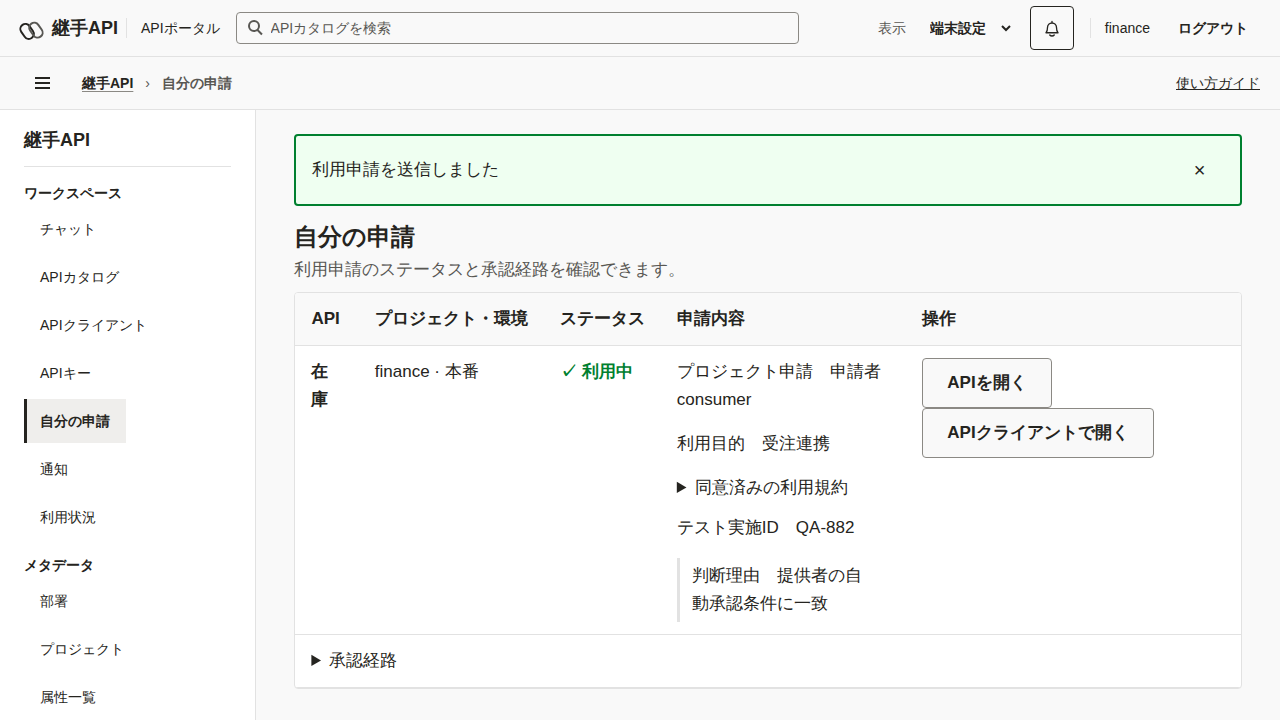 継手API APIポータル APIカタログを検索 表示 端末設定 finance ログアウト
継手API › 自分の申請 使い方ガイド
継手API
ワークスペース
チャット
APIカタログ
APIクライアント
APIキー
自分の申請
通知
利用状況
メタデータ
部署
プロジェクト
属性一覧
利用申請を送信しました ×
自分の申請
利用申請のステータスと承認経路を確認できます。
API プロジェクト・環境 ステータス 申請内容 操作
在
庫
finance · 本番
✓ 利用中
プロジェクト申請　申請者
consumer
利用目的　受注連携
▶ 同意済みの利用規約
テスト実施ID　QA-882
判断理由　提供者の自
動承認条件に一致
APIを開く
APIクライアントで開く
▶ 承認経路